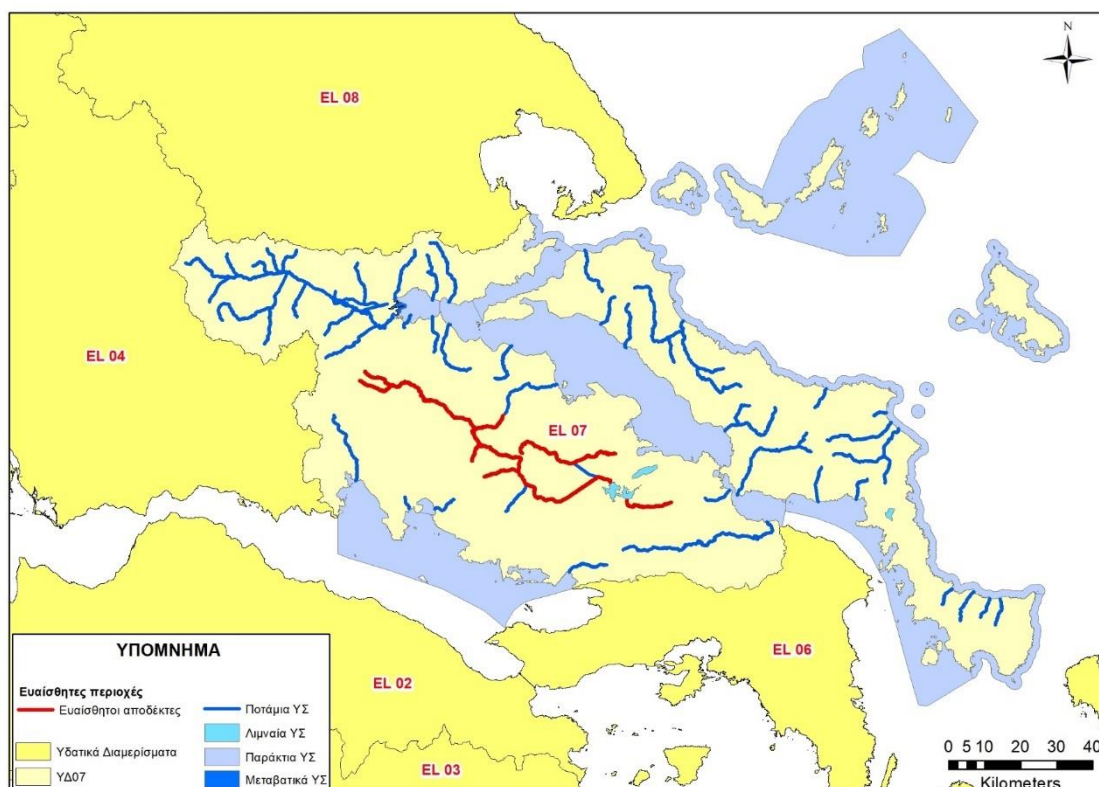 N
EL 08
EL 04
EL 07
EL 06
EL 02
EL 03
ΥΠΟΜΝΗΜΑ
Ευαίσθητες περιοχές
Ευαίσθητοι αποδέκτες
Υδατικά Διαμερίσματα
ΥΔ07
Ποτάμια ΥΣ
Λιμναία ΥΣ
Παράκτια ΥΣ
Μεταβατικά ΥΣ
0 5 10 20 30 40
Kilometers